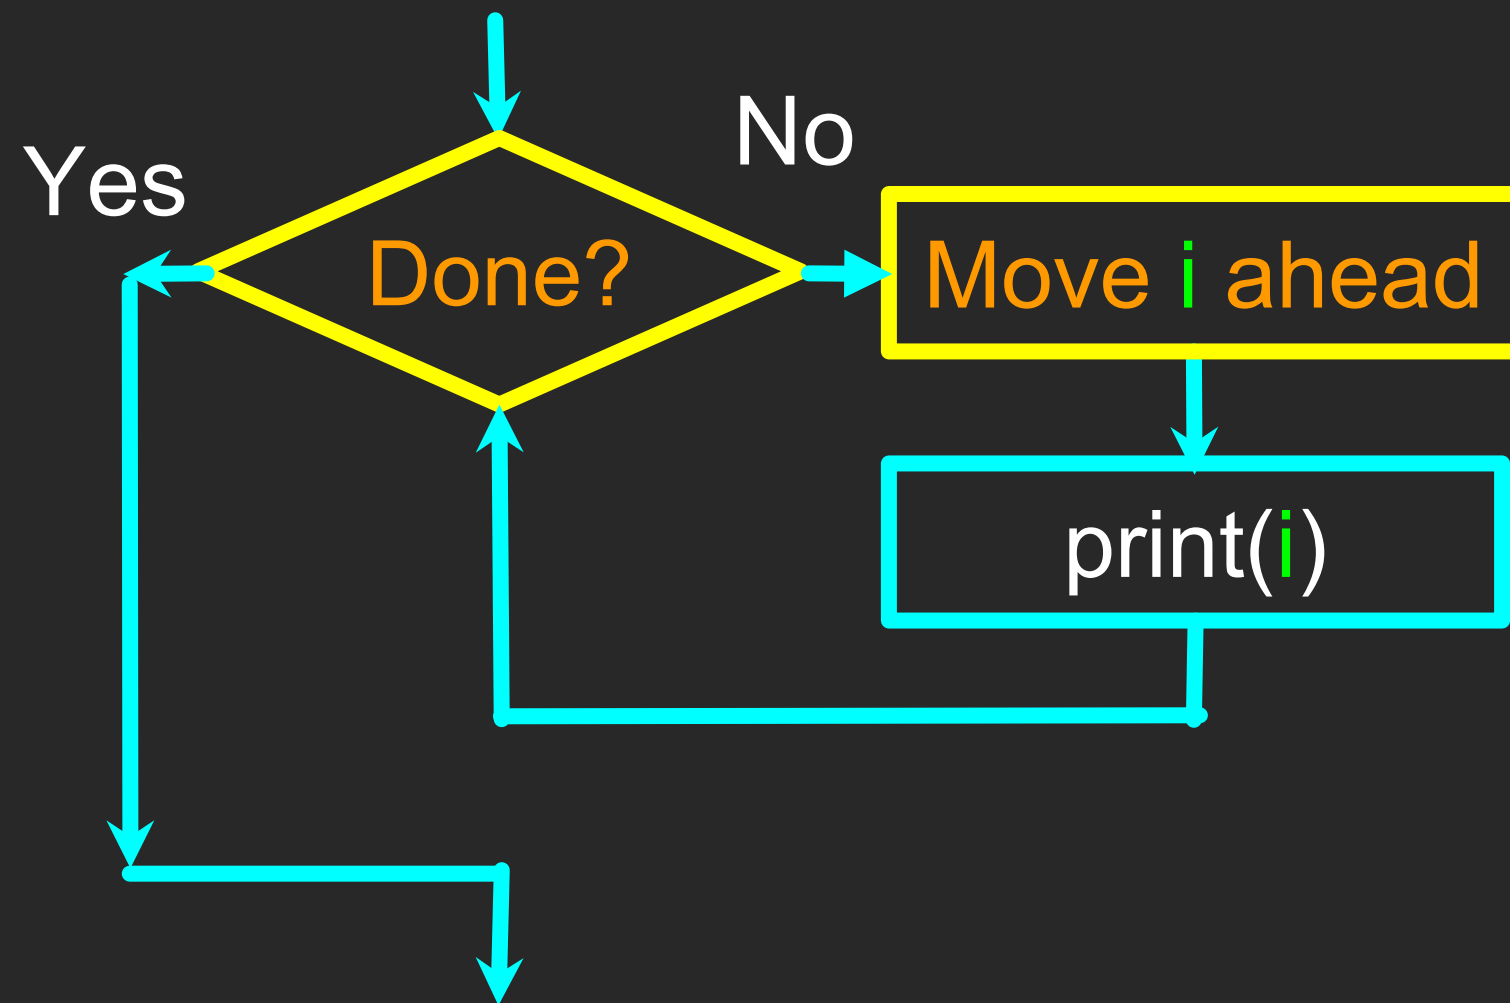 No
Yes
Done?
Move i ahead
print(i)